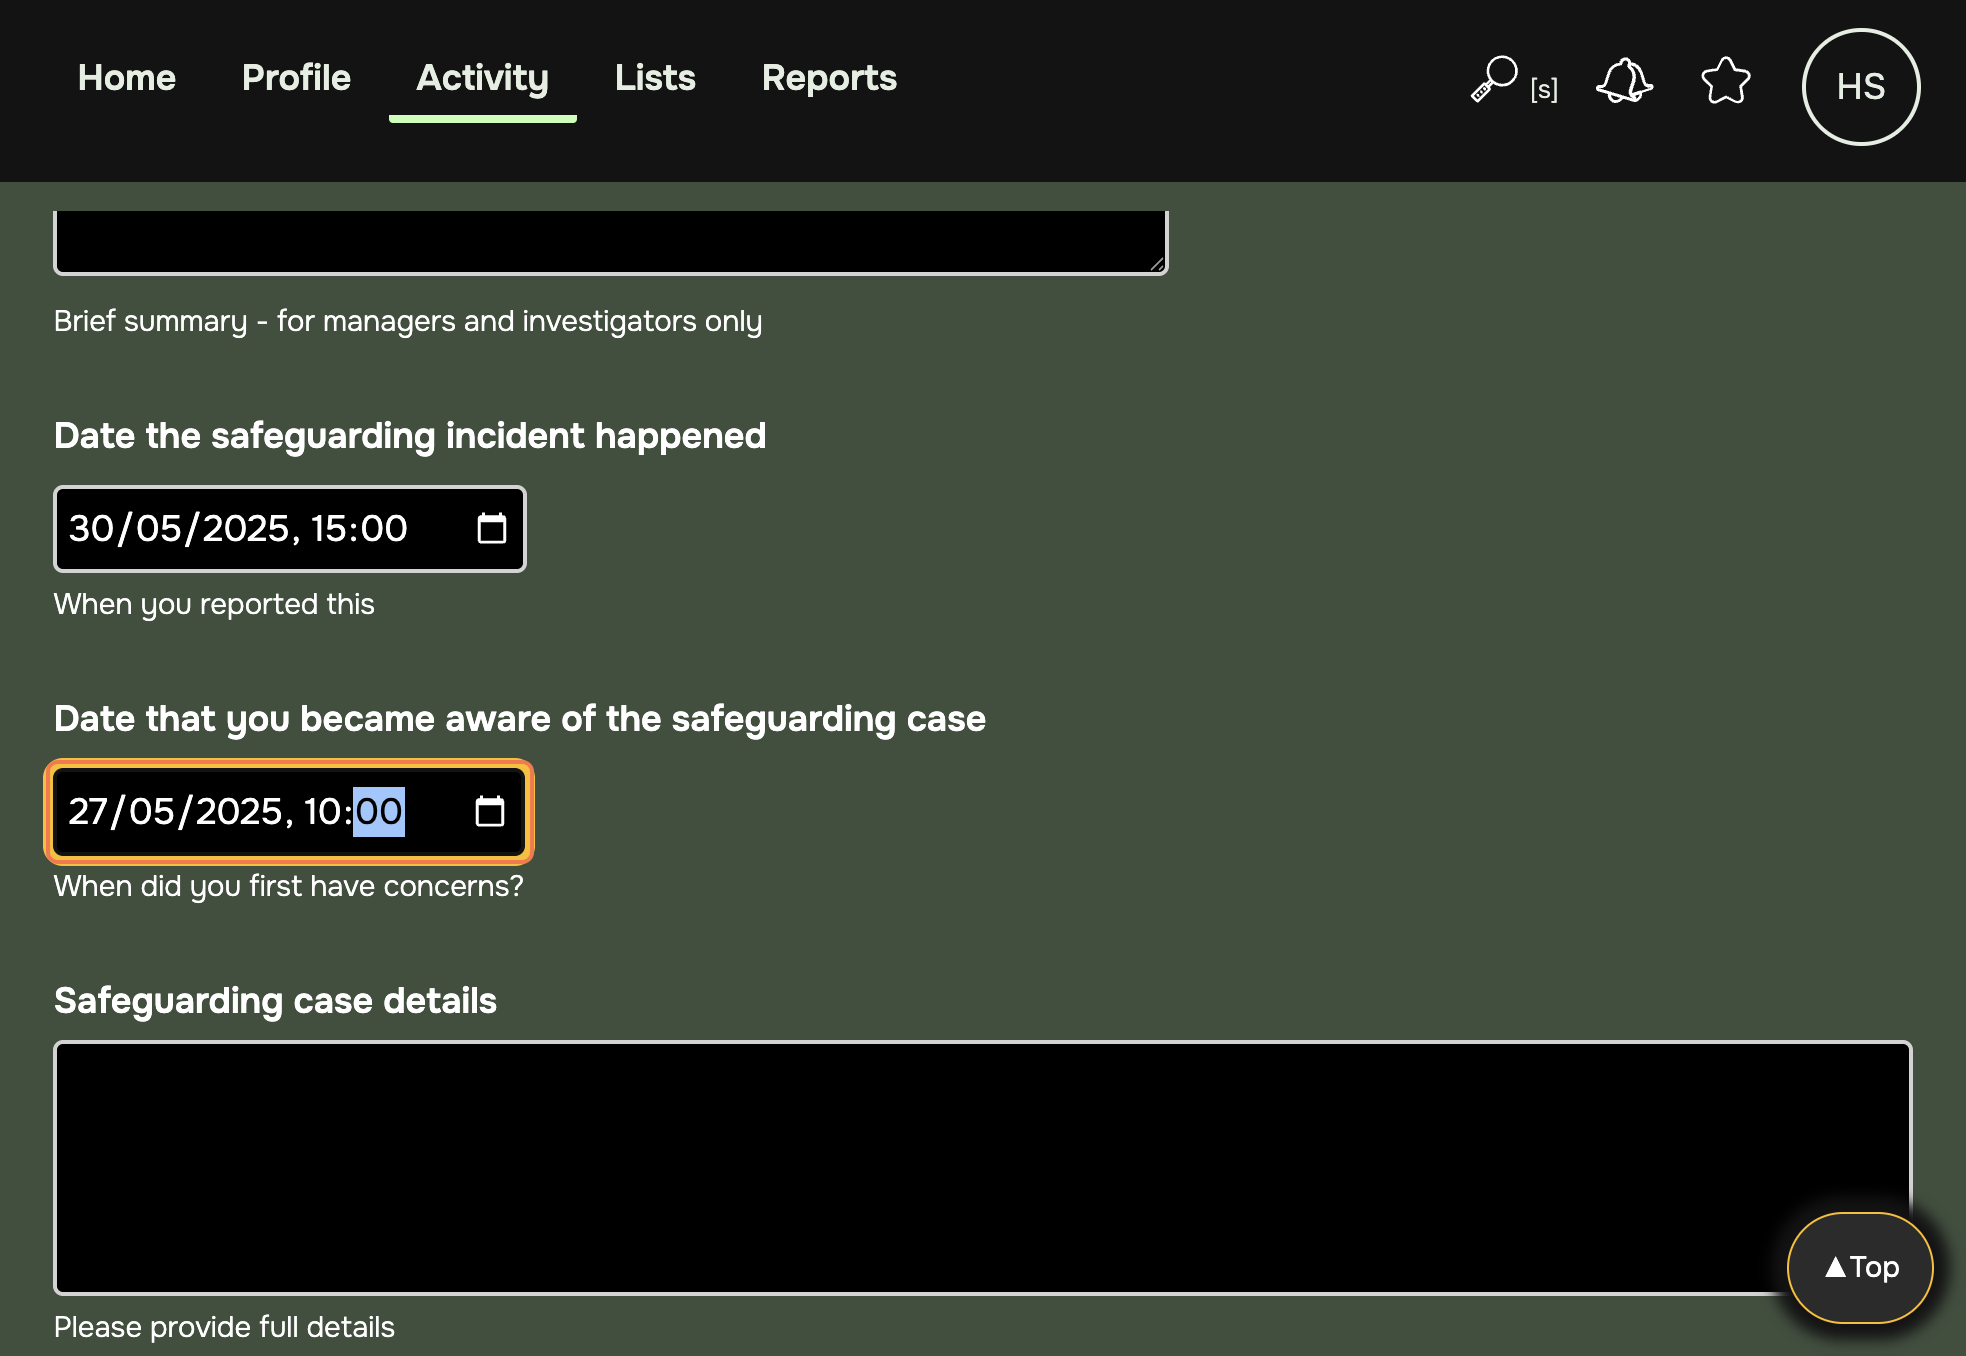 Home Profile Activity Lists Reports [s] HS
Brief summary - for managers and investigators only
Date the safeguarding incident happened
30/05/2025, 15:00
When you reported this
Date that you became aware of the safeguarding case
27/05/2025, 10:00
When did you first have concerns?
Safeguarding case details
▲Top
Please provide full details